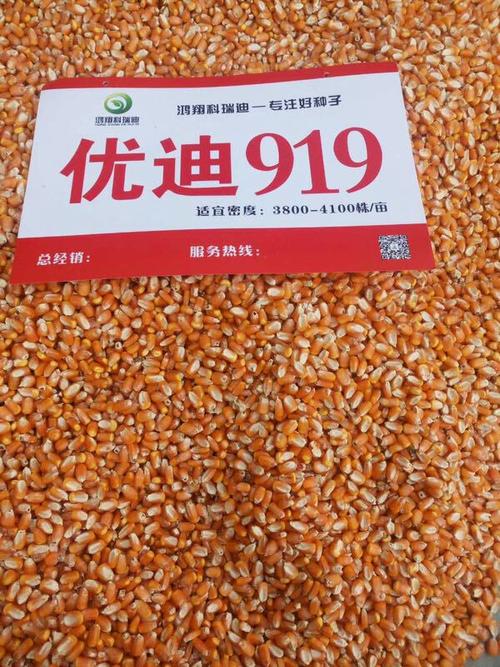 鸿翔科瑞迪
鸿翔科瑞迪一专注好种子
优迪919
适宜密度：3800-4100株/亩
总经销：
服务热线：